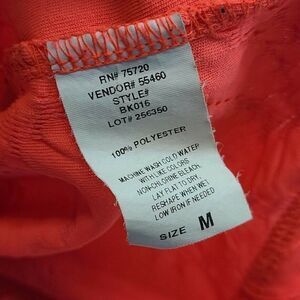 RN# 75720
VENDOR# 55460
STYLE#
BK016
LOT# 256350
100% POLYESTER
MACHINE WASH COLD WATER
WITH LIKE COLORS
NON-CHLORINE BLEACH.
LAY FLAT TO DRY.
RESHAPE WHEN WET
LOW IRON IF NEEDED
SIZE M